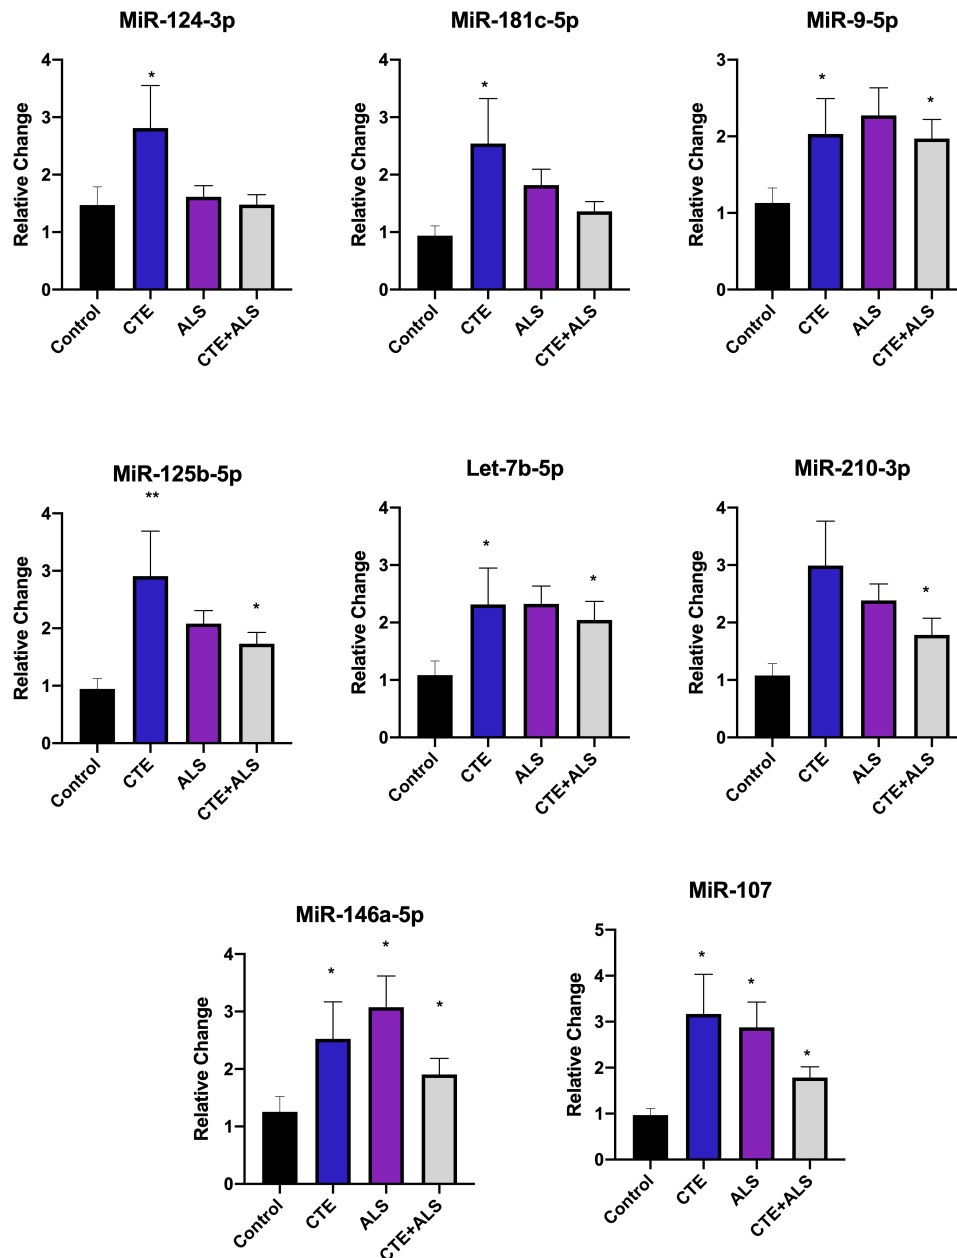 MiR-124-3p
4
3
2
1
0
Relative Change
*
Control
CTE
ALS
CTE+ALS
MiR-181c-5p
4
3
2
1
0
Relative Change
*
Control
CTE
ALS
CTE+ALS
MiR-9-5p
3
2
1
0
Relative Change
*
*
Control
CTE
ALS
CTE+ALS
MiR-125b-5p
4
3
2
1
0
Relative Change
**
*
Control
CTE
ALS
CTE+ALS
Let-7b-5p
4
3
2
1
0
Relative Change
*
*
Control
CTE
ALS
CTE+ALS
MiR-210-3p
4
3
2
1
0
Relative Change
*
Control
CTE
ALS
CTE+ALS
MiR-146a-5p
4
3
2
1
0
Relative Change
*
*
*
Control
CTE
ALS
CTE+ALS
MiR-107
5
4
3
2
1
0
Relative Change
*
*
*
Control
CTE
ALS
CTE+ALS